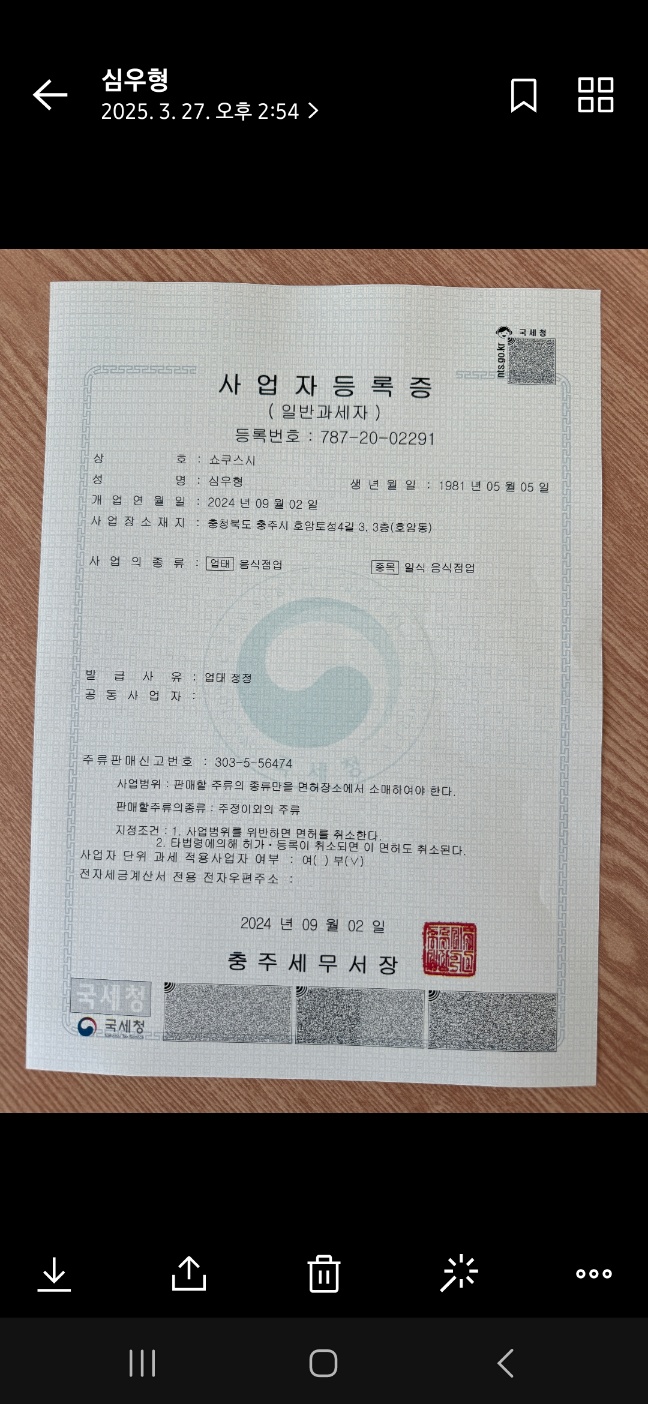 심우형
2025. 3. 27. 오후 2:54
국세청
nts.go.kr
사업자등록증
( 일반과세자 )
등록번호 : 787-20-02291
상 호 : 쇼쿠스시
성 명 : 심우형 생 년 월 일 : 1981 년 05 월 05 일
개 업 연 월 일 : 2024 년 09 월 02 일
사 업 장 소 재 지 : 충청북도 충주시 호암토성4길 3, 3층(호암동)
사 업 의 종 류 : 업태 음식점업 종목 일식 음식점업
발 급 사 유 : 업태 정정
공 동 사 업 자 :
주류판매신고번호 : 303-5-56474
사업범위 : 판매할 주류의 종류만을 면허장소에서 소매하여야 한다.
판매할주류의종류 : 주정이외의 주류
지정조건 : 1. 사업범위를 위반하면 면허를 취소한다.
2. 타법령에의해 허가·등록이 취소되면 이 면허도 취소된다.
사업자 단위 과세 적용사업자 여부 : 여( ) 부(∨)
전자세금계산서 전용 전자우편주소 :
2024 년 09 월 02 일
충주세무서장
국세청
국세청